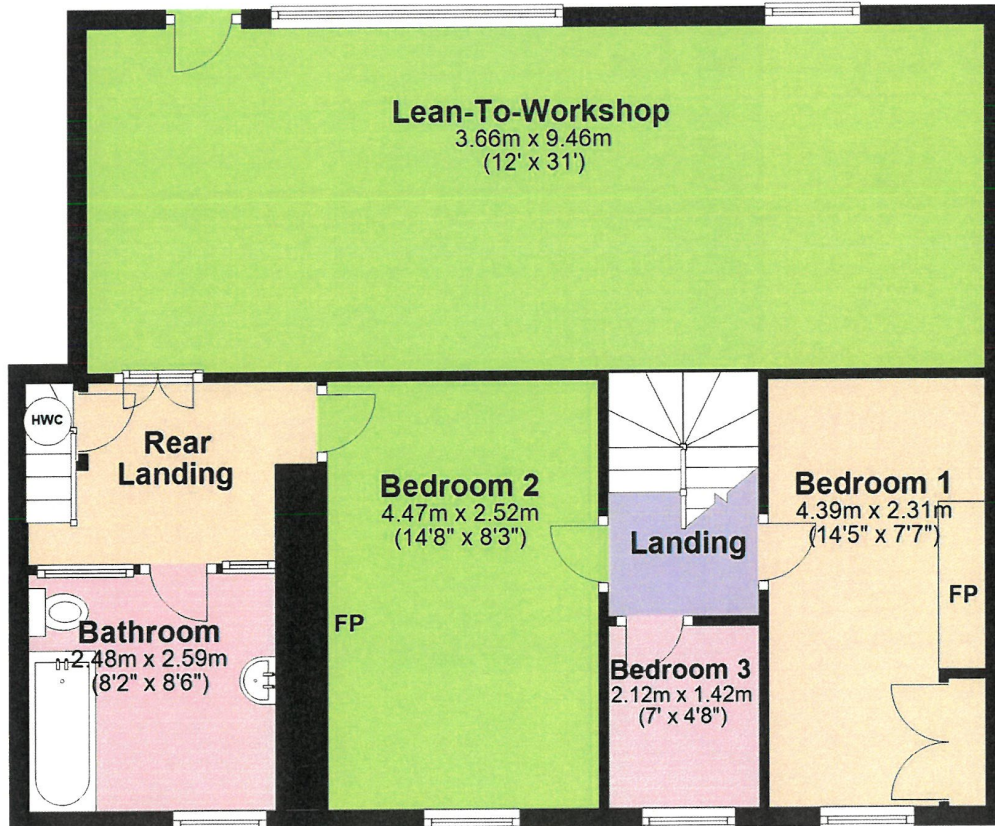 Lean-To-Workshop
3.66m x 9.46m
(12' x 31')
HWC
Rear
Landing
Bedroom 2
4.47m x 2.52m
(14'8" x 8'3")
Landing
Bedroom 1
4.39m x 2.31m
(14'5" x 7'7")
FP
FP
Bathroom
2.48m x 2.59m
(8'2" x 8'6")
Bedroom 3
2.12m x 1.42m
(7' x 4'8")